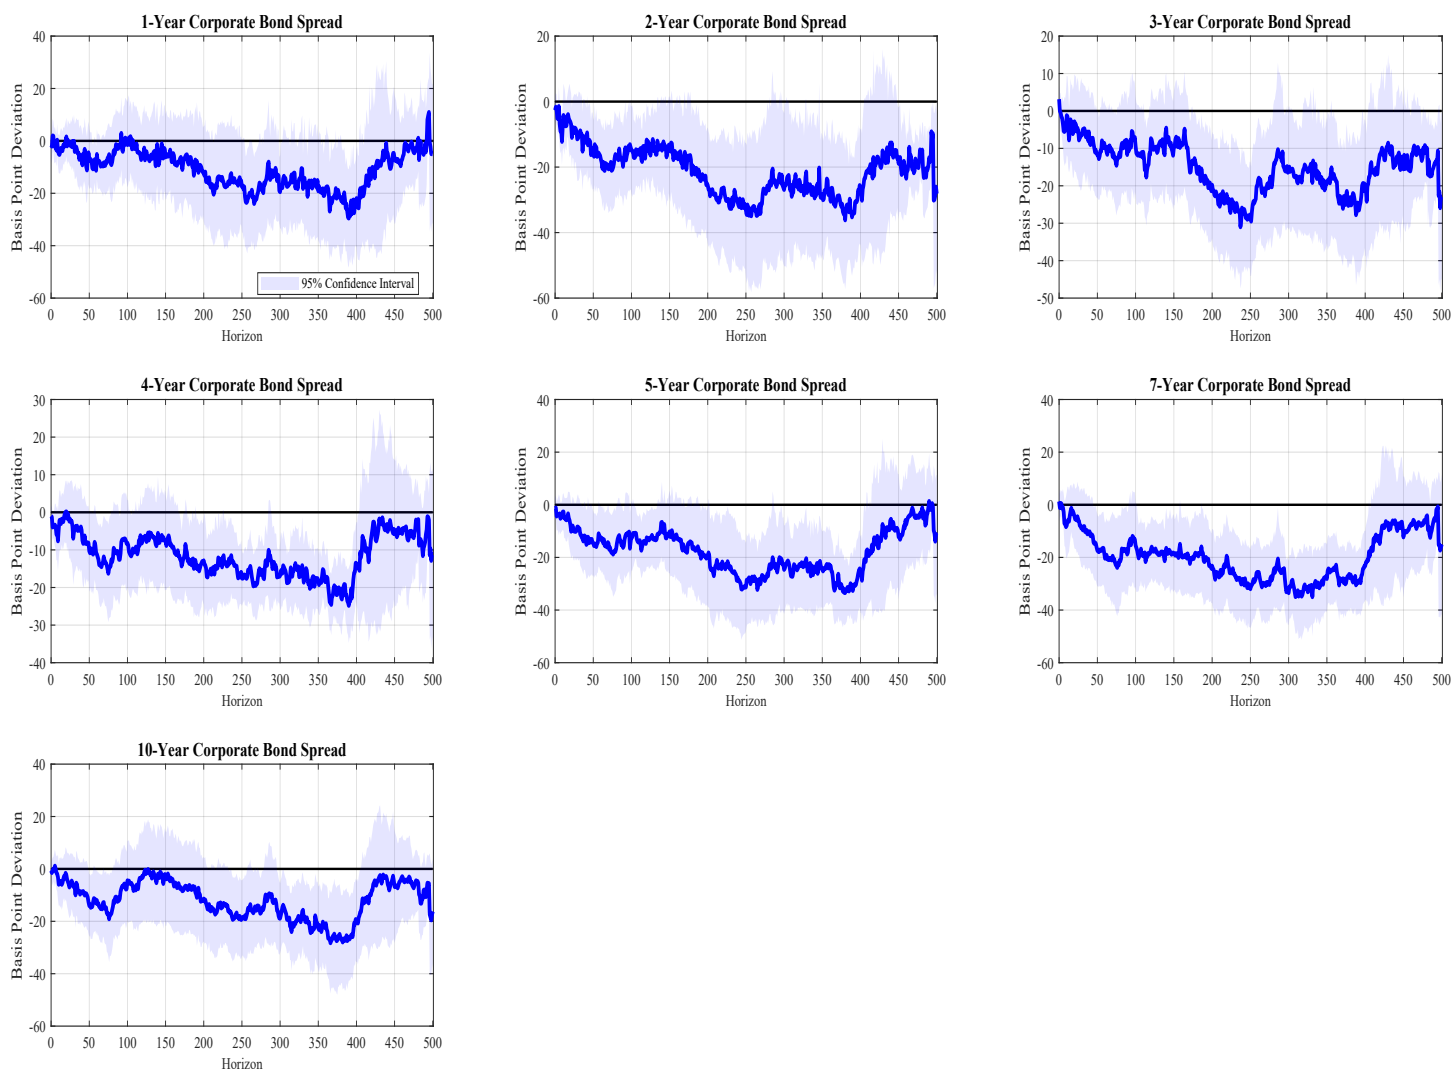 1-Year Corporate Bond Spread
40
20
0
-20
-40
-60
Basis Point Deviation
95% Confidence Interval
0 50 100 150 200 250 300 350 400 450 500
Horizon
2-Year Corporate Bond Spread
20
0
-20
-40
-60
Basis Point Deviation
0 50 100 150 200 250 300 350 400 450 500
Horizon
3-Year Corporate Bond Spread
20
10
0
-10
-20
-30
-40
-50
Basis Point Deviation
0 50 100 150 200 250 300 350 400 450 500
Horizon
4-Year Corporate Bond Spread
30
20
10
0
-10
-20
-30
-40
Basis Point Deviation
0 50 100 150 200 250 300 350 400 450 500
Horizon
5-Year Corporate Bond Spread
40
20
0
-20
-40
-60
Basis Point Deviation
0 50 100 150 200 250 300 350 400 450 500
Horizon
7-Year Corporate Bond Spread
40
20
0
-20
-40
-60
Basis Point Deviation
0 50 100 150 200 250 300 350 400 450 500
Horizon
10-Year Corporate Bond Spread
40
20
0
-20
-40
-60
Basis Point Deviation
0 50 100 150 200 250 300 350 400 450 500
Horizon